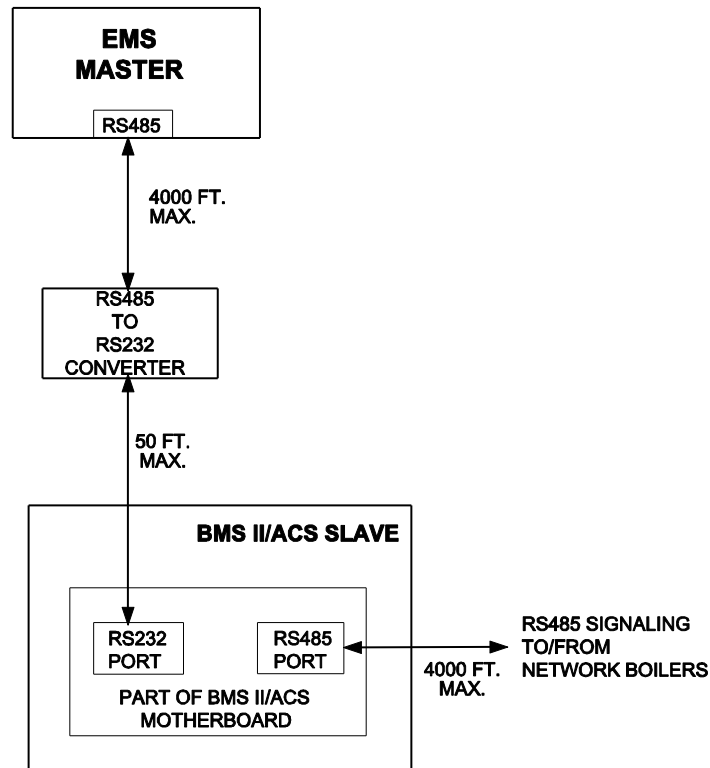 EMS
MASTER
RS485
4000 FT.
MAX.
RS485
TO
RS232
CONVERTER
50 FT.
MAX.
BMS II/ACS SLAVE
RS232
PORT
RS485
PORT
PART OF BMS II/ACS
MOTHERBOARD
4000 FT.
MAX.
RS485 SIGNALING
TO/FROM
NETWORK BOILERS